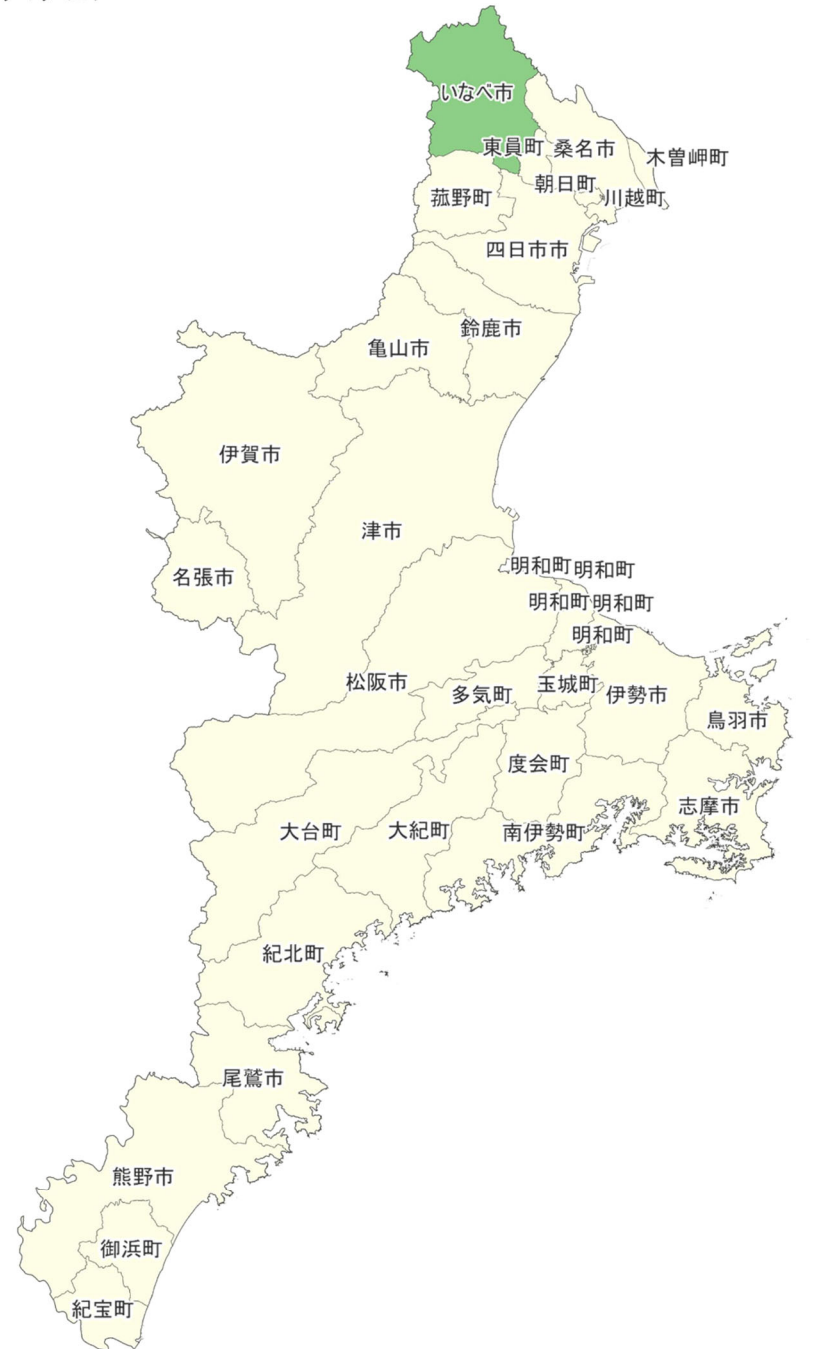 いなべ市
東員町
桑名市
木曽岬町
朝日町
川越町
菰野町
四日市市
鈴鹿市
亀山市
伊賀市
津市
名張市
明和町
明和町
明和町
明和町
明和町
松阪市
多気町
玉城町
伊勢市
鳥羽市
度会町
志摩市
大台町
大紀町
南伊勢町
紀北町
尾鷲市
熊野市
御浜町
紀宝町